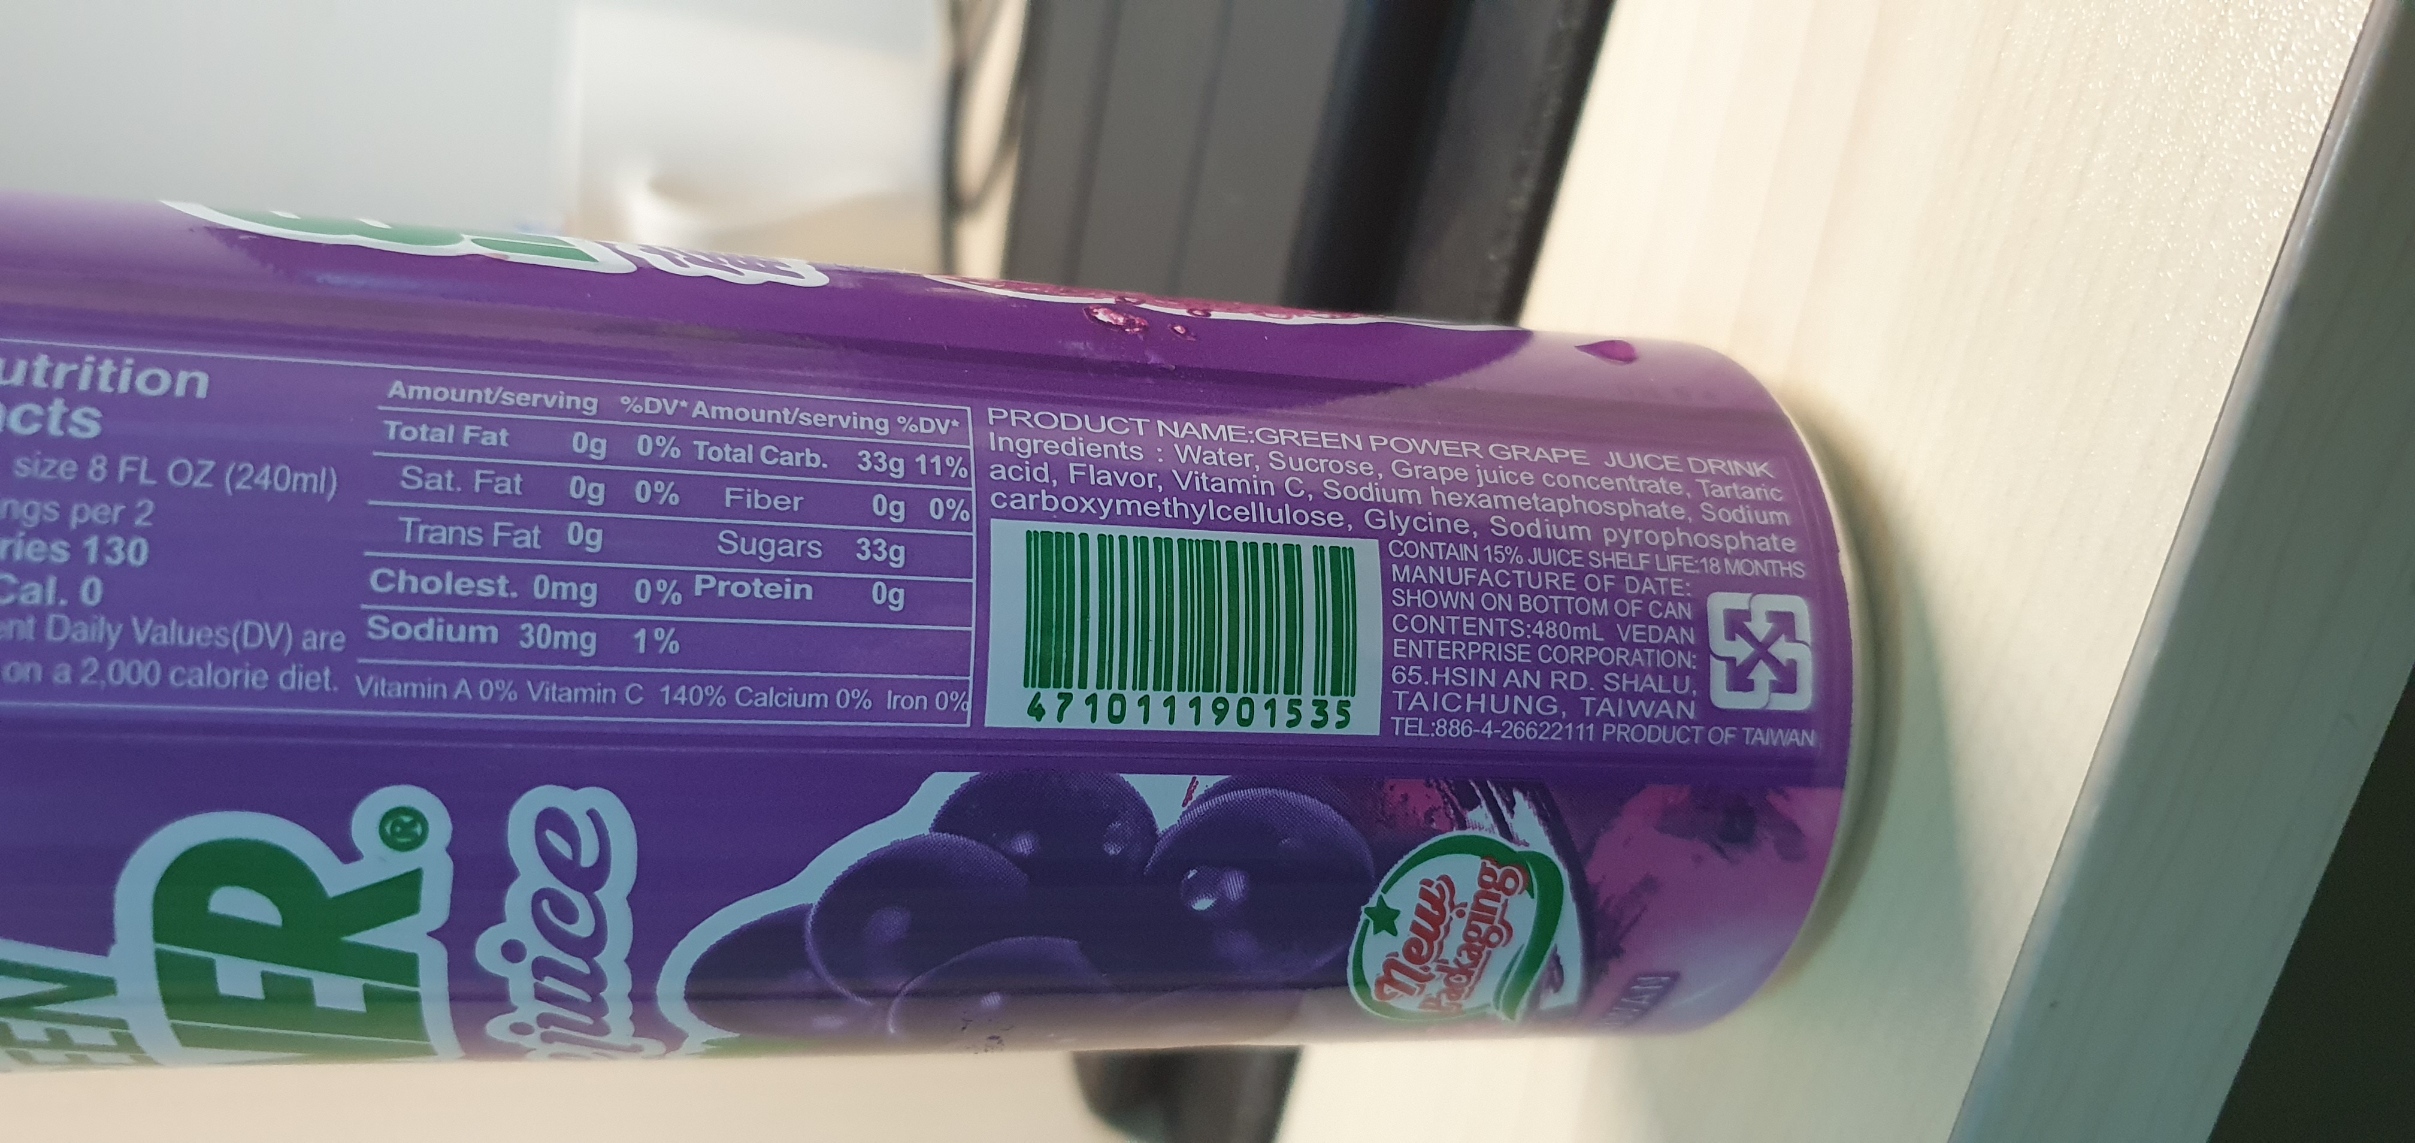 EEN
WER®
ejuice
New
Packaging
WAN
utrition
acts
size 8 FL OZ (240ml)
ngs per 2
ries 130
Cal. 0
ent Daily Values(DV) are
on a 2,000 calorie diet.
Amount/serving %DV* Amount/serving %DV*
Total Fat 0g 0% Total Carb. 33g 11%
Sat. Fat 0g 0% Fiber 0g 0%
Trans Fat 0g Sugars 33g
Cholest. 0mg 0% Protein 0g
Sodium 30mg 1%
Vitamin A 0% Vitamin C 140% Calcium 0% Iron 0%
PRODUCT NAME:GREEN POWER GRAPE JUICE DRINK
Ingredients : Water, Sucrose, Grape juice concentrate, Tartaric
acid, Flavor, Vitamin C, Sodium hexametaphosphate, Sodium
carboxymethylcellulose, Glycine, Sodium pyrophosphate
4710111901535
CONTAIN 15% JUICE SHELF LIFE:18 MONTHS
MANUFACTURE OF DATE:
SHOWN ON BOTTOM OF CAN
CONTENTS:480mL VEDAN
ENTERPRISE CORPORATION:
65.HSIN AN RD. SHALU,
TAICHUNG, TAIWAN
TEL:886-4-26622111 PRODUCT OF TAIWAN